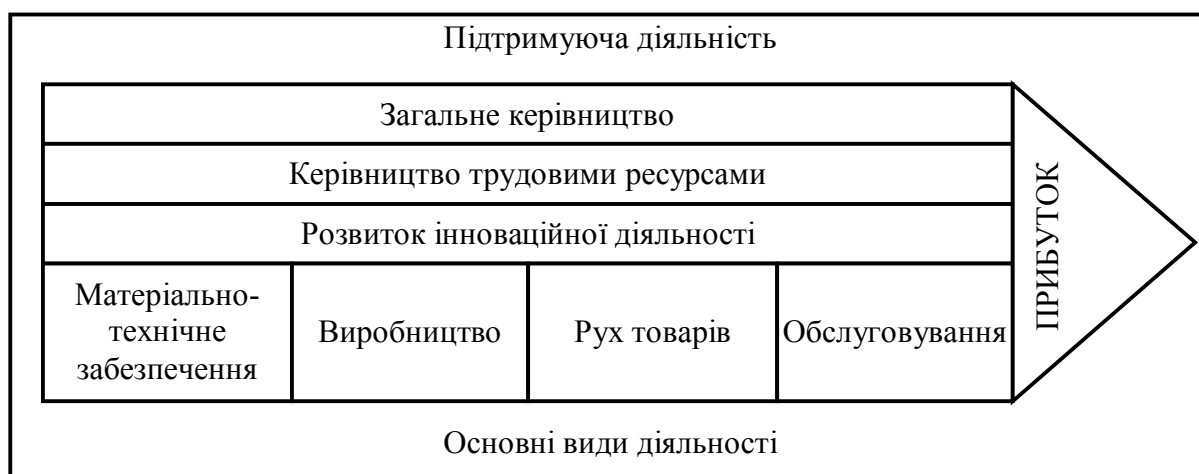 Підтримуюча діяльність
Загальне керівництво
Керівництво трудовими ресурсами
Розвиток інноваційної діяльності
Матеріально-
технічне
забезпечення
Виробництво
Рух товарів
Обслуговування
ПРИБУТОК
Основні види діяльності